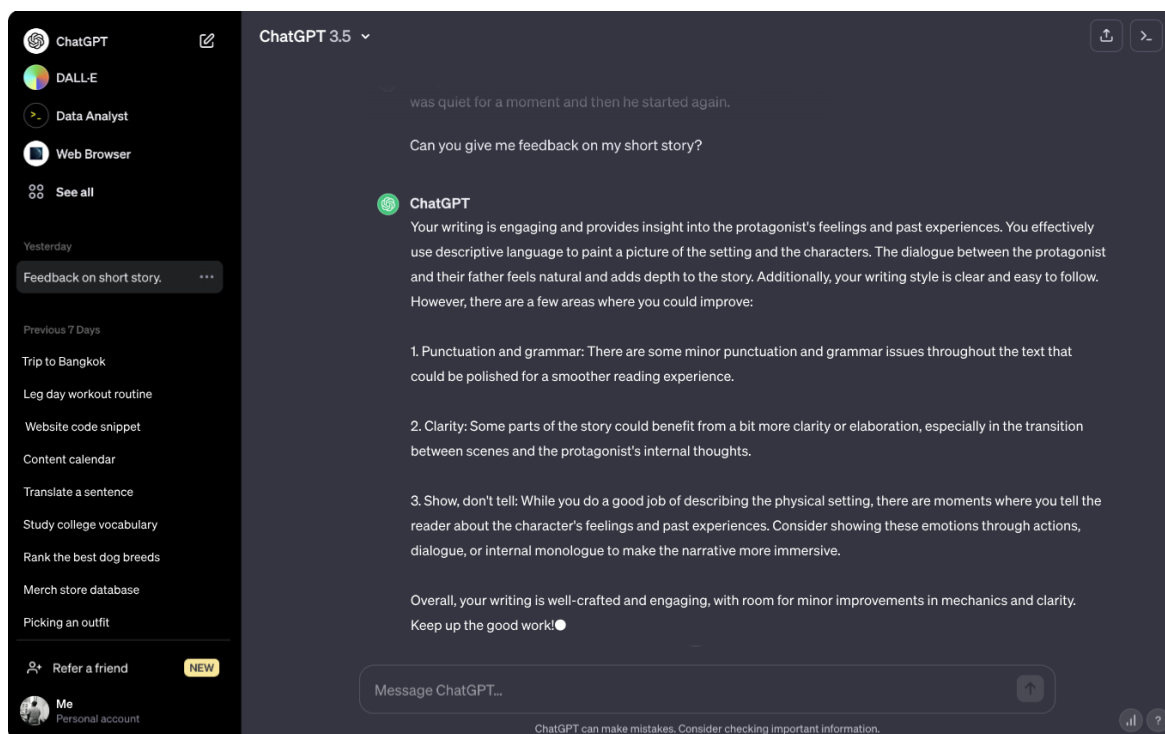 ChatGPT
DALL·E
Data Analyst
Web Browser
See all
Yesterday
Feedback on short story.
Previous 7 Days
Trip to Bangkok
Leg day workout routine
Website code snippet
Content calendar
Translate a sentence
Study college vocabulary
Rank the best dog breeds
Merch store database
Picking an outfit
Refer a friend NEW
Me
Personal account
ChatGPT 3.5
was quiet for a moment and then he started again.
Can you give me feedback on my short story?
ChatGPT
Your writing is engaging and provides insight into the protagonist's feelings and past experiences. You effectively
use descriptive language to paint a picture of the setting and the characters. The dialogue between the protagonist
and their father feels natural and adds depth to the story. Additionally, your writing style is clear and easy to follow.
However, there are a few areas where you could improve:
1. Punctuation and grammar: There are some minor punctuation and grammar issues throughout the text that
could be polished for a smoother reading experience.
2. Clarity: Some parts of the story could benefit from a bit more clarity or elaboration, especially in the transition
between scenes and the protagonist's internal thoughts.
3. Show, don't tell: While you do a good job of describing the physical setting, there are moments where you tell the
reader about the character's feelings and past experiences. Consider showing these emotions through actions,
dialogue, or internal monologue to make the narrative more immersive.
Overall, your writing is well-crafted and engaging, with room for minor improvements in mechanics and clarity.
Keep up the good work!
Message ChatGPT...
ChatGPT can make mistakes. Consider checking important information.
?